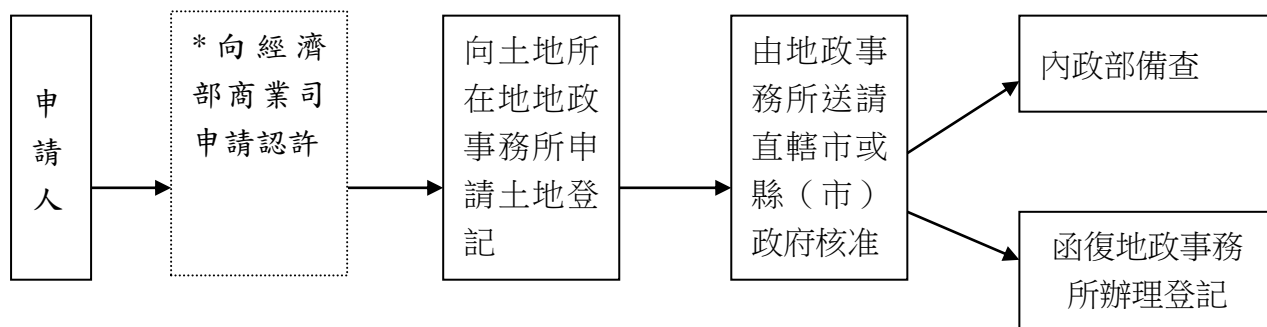 申
請
人
*向經濟
部商業司
申請認許
向土地所
在地地政
事務所申
請土地登
記
由地政事
務所送請
直轄市或
縣（市）
政府核准
內政部備查
函復地政事務
所辦理登記